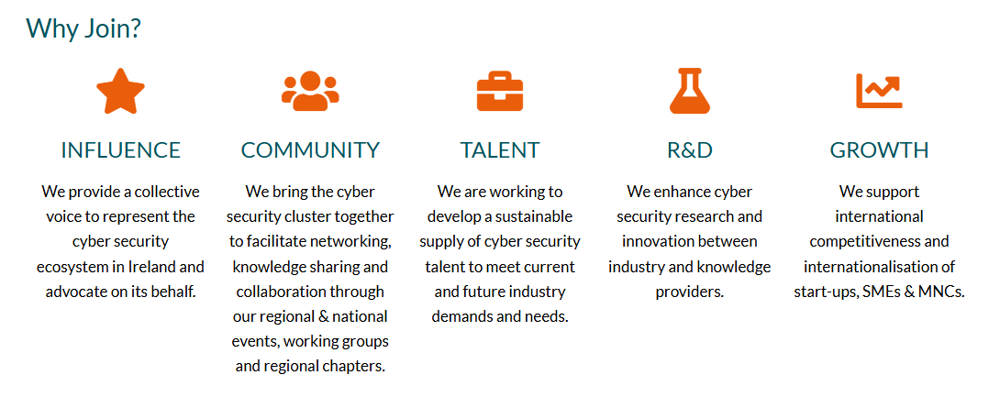 Why Join?
INFLUENCE
We provide a collective
voice to represent the
cyber security
ecosystem in Ireland and
advocate on its behalf.
COMMUNITY
We bring the cyber
security cluster together
to facilitate networking,
knowledge sharing and
collaboration through
our regional & national
events, working groups
and regional chapters.
TALENT
We are working to
develop a sustainable
supply of cyber security
talent to meet current
and future industry
demands and needs.
R&D
We enhance cyber
security research and
innovation between
industry and knowledge
providers.
GROWTH
We support
international
competitiveness and
internationalisation of
start-ups, SMEs & MNCs.